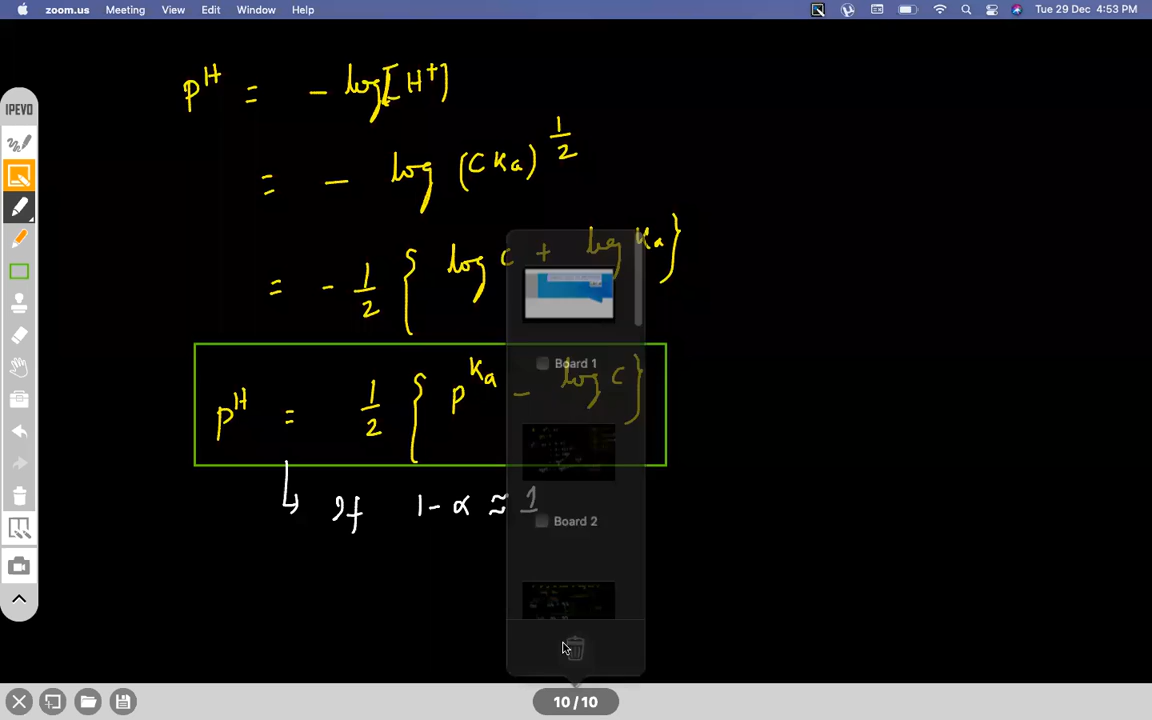 zoom.us Meeting View Edit Window Help Tue 29 Dec 4:53 PM
IPEVO
pH = - log[H+]
= - log (CKa)^1/2
= - 1/2 { log C + log Ka }
Board 1
pH = 1/2 { pKa - log C }
↳ If 1 - α ≈ 1
Board 2
10/10